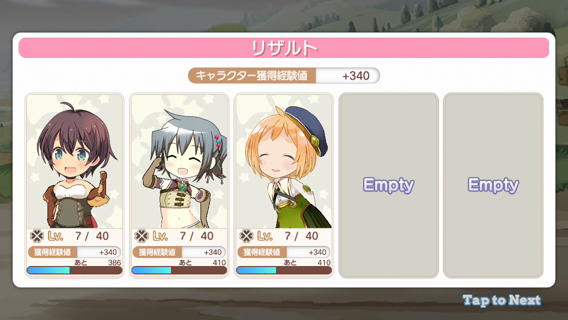 リザルト
キャラクター獲得経験値 +340
Empty Empty
Lv. 7 / 40 Lv. 7 / 40 Lv. 7 / 40
獲得経験値 +340 獲得経験値 +340 獲得経験値 +340
あと 386 あと 410 あと 410
Tap to Next